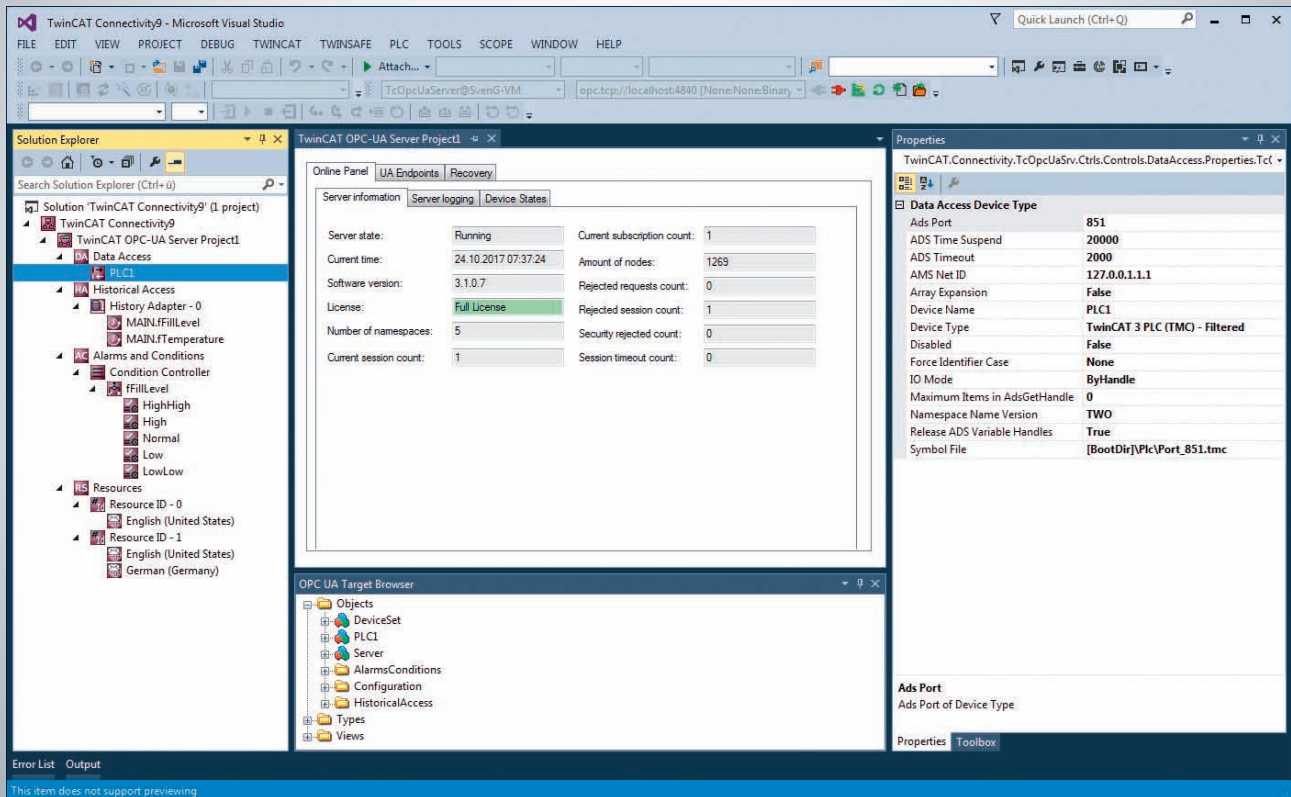 TwinCAT Connectivity9 - Microsoft Visual Studio
Quick Launch (Ctrl+Q)
FILE EDIT VIEW PROJECT DEBUG TWINCAT TWINSAFE PLC TOOLS SCOPE WINDOW HELP
Attach...
TcOpcUaServer@SvenG-VM
opc.tcp://localhost:4840 [None:None:Binary
Solution Explorer
Search Solution Explorer (Ctrl+ü)
Solution 'TwinCAT Connectivity9' (1 project)
TwinCAT Connectivity9
TwinCAT OPC-UA Server Project1
DA Data Access
PLC1
HA Historical Access
History Adapter - 0
MAIN.fFillLevel
MAIN.fTemperature
AC Alarms and Conditions
Condition Controller
fFillLevel
HighHigh
High
Normal
Low
LowLow
RS Resources
Resource ID - 0
English (United States)
Resource ID - 1
English (United States)
German (Germany)
TwinCAT OPC-UA Server Project1
Online Panel UA Endpoints Recovery
Server information Server logging Device States
Server state: Running
Current time: 24.10.2017 07:37:24
Software version: 3.1.0.7
License: Full License
Number of namespaces: 5
Current session count: 1
Current subscription count: 1
Amount of nodes: 1269
Rejected requests count: 0
Rejected session count: 1
Security rejected count: 0
Session timeout count: 0
OPC UA Target Browser
Objects
DeviceSet
PLC1
Server
AlarmsConditions
Configuration
HistoricalAccess
Types
Views
Properties
TwinCAT.Connectivity.TcOpcUaSrv.Ctrls.Controls.DataAccess.Properties.Tc(
Data Access Device Type
Ads Port 851
ADS Time Suspend 20000
ADS Timeout 2000
AMS Net ID 127.0.0.1.1.1
Array Expansion False
Device Name PLC1
Device Type TwinCAT 3 PLC (TMC) - Filtered
Disabled False
Force Identifier Case None
IO Mode ByHandle
Maximum Items in AdsGetHandle 0
Namespace Name Version TWO
Release ADS Variable Handles True
Symbol File [BootDir]\Plc\Port_851.tmc
Ads Port
Ads Port of Device Type
Properties Toolbox
Error List Output
This item does not support previewing